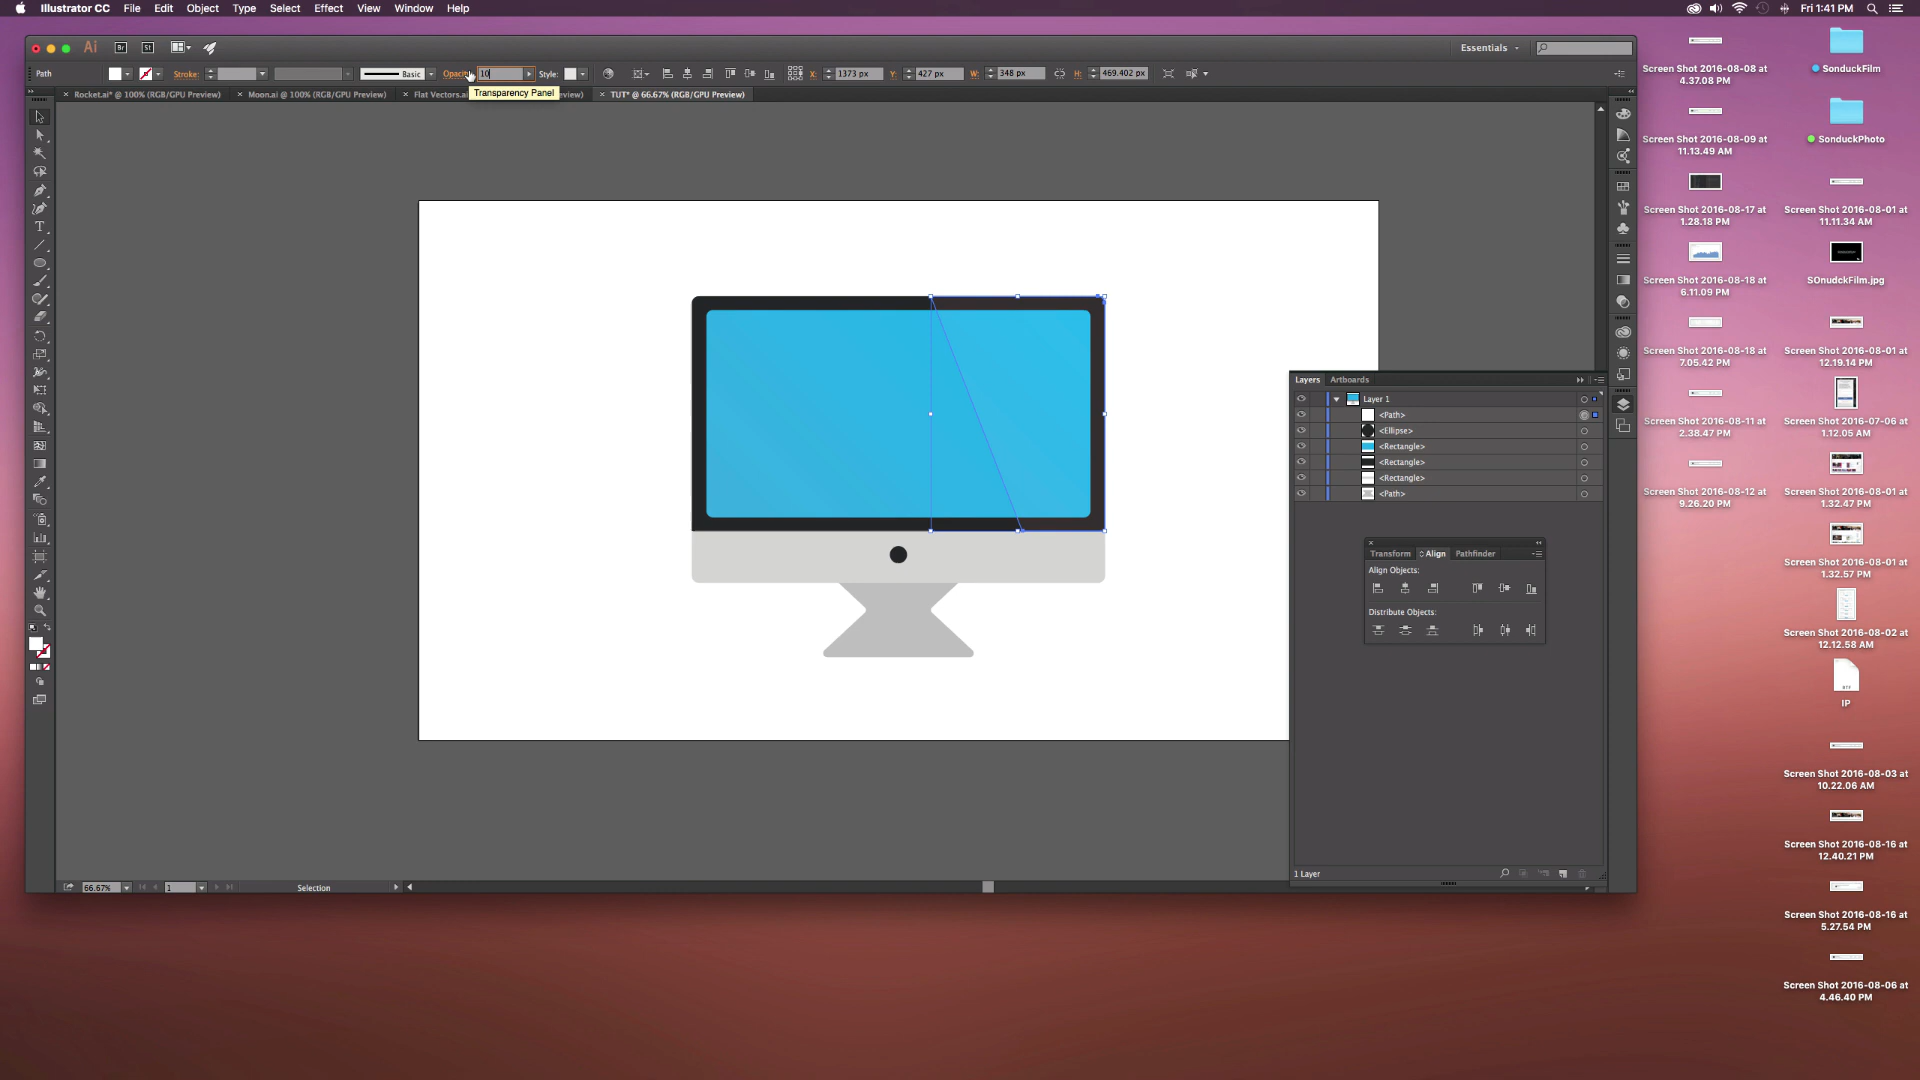 Illustrator CC File Edit Object Type Select Effect View Window Help
Fri 1:41 PM
Ai Br St
Essentials
Path Stroke: Basic Opacity 10 Style: X: 1373 px Y: 427 px W: 348 px H: 469.402 px
Transparency Panel
× Rocket.ai* @ 100% (RGB/GPU Preview) × Moon.ai @ 100% (RGB/GPU Preview) × Flat Vectors.ai review) × TUT* @ 66.67% (RGB/GPU Preview)
Layers Artboards
Layer 1
<Path>
<Ellipse>
<Rectangle>
<Rectangle>
<Rectangle>
<Path>
Transform Align Pathfinder
Align Objects:
Distribute Objects:
1 Layer
66.67% 1 Selection
Screen Shot 2016-08-08 at
4.37.08 PM
SonduckFilm
Screen Shot 2016-08-09 at
11.13.49 AM
SonduckPhoto
Screen Shot 2016-08-17 at
1.28.18 PM
Screen Shot 2016-08-01 at
11.11.34 AM
Screen Shot 2016-08-18 at
6.11.09 PM
SOnudckFilm.jpg
Screen Shot 2016-08-18 at
7.05.42 PM
Screen Shot 2016-08-01 at
12.19.14 PM
Screen Shot 2016-08-11 at
2.38.47 PM
Screen Shot 2016-07-06 at
1.12.05 AM
Screen Shot 2016-08-12 at
9.26.20 PM
Screen Shot 2016-08-01 at
1.32.47 PM
Screen Shot 2016-08-01 at
1.32.57 PM
Screen Shot 2016-08-02 at
12.12.58 AM
RTF
IP
Screen Shot 2016-08-03 at
10.22.06 AM
Screen Shot 2016-08-16 at
12.40.21 PM
Screen Shot 2016-08-16 at
5.27.54 PM
Screen Shot 2016-08-06 at
4.46.40 PM